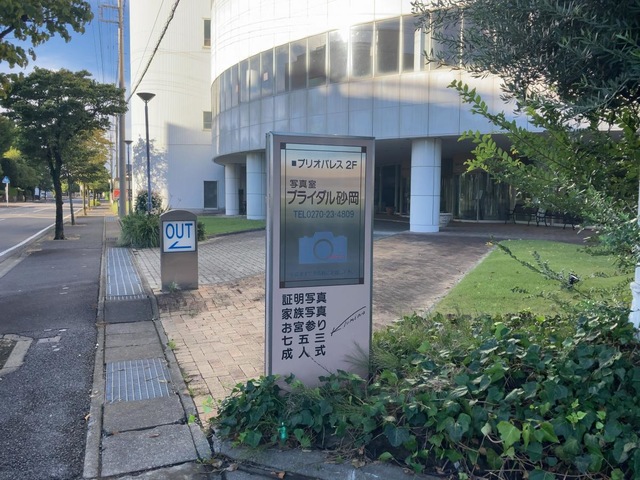 ■プリオパレス 2F
写真室
ブライダル砂岡
TEL0270-23-4809
証明写真
家族写真
お宮参り
七五三
成人式
OUT